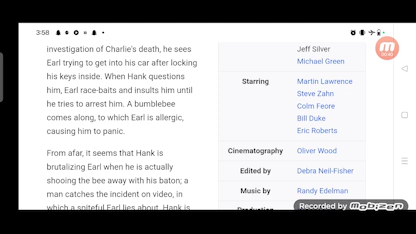 3:58
investigation of Charlie's death, he sees
Earl trying to get into his car after locking
his keys inside. When Hank questions
him, Earl race-baits and insults him until
he tries to arrest him. A bumblebee
comes along, to which Earl is allergic,
causing him to panic.
From afar, it seems that Hank is
brutalizing Earl when he is actually
shooing the bee away with his baton; a
man catches the incident on video, in
which a spiteful Earl lies about. Hank is
Jeff Silver
Michael Green
Starring
Martin Lawrence
Steve Zahn
Colm Feore
Bill Duke
Eric Roberts
Cinematography
Oliver Wood
Edited by
Debra Neil-Fisher
Music by
Randy Edelman
Production
Recorded by
Mobizen